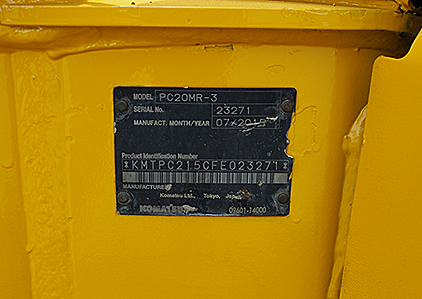 MODEL PC20MR-3
SERIAL No. 23271
MANUFACT. MONTH/YEAR 07/2015
Product Identification Number
*KMTPC215CFE023271*
MANUFACTURER
Komatsu Ltd., Tokyo, Japan
KOMATSU 09601-14000